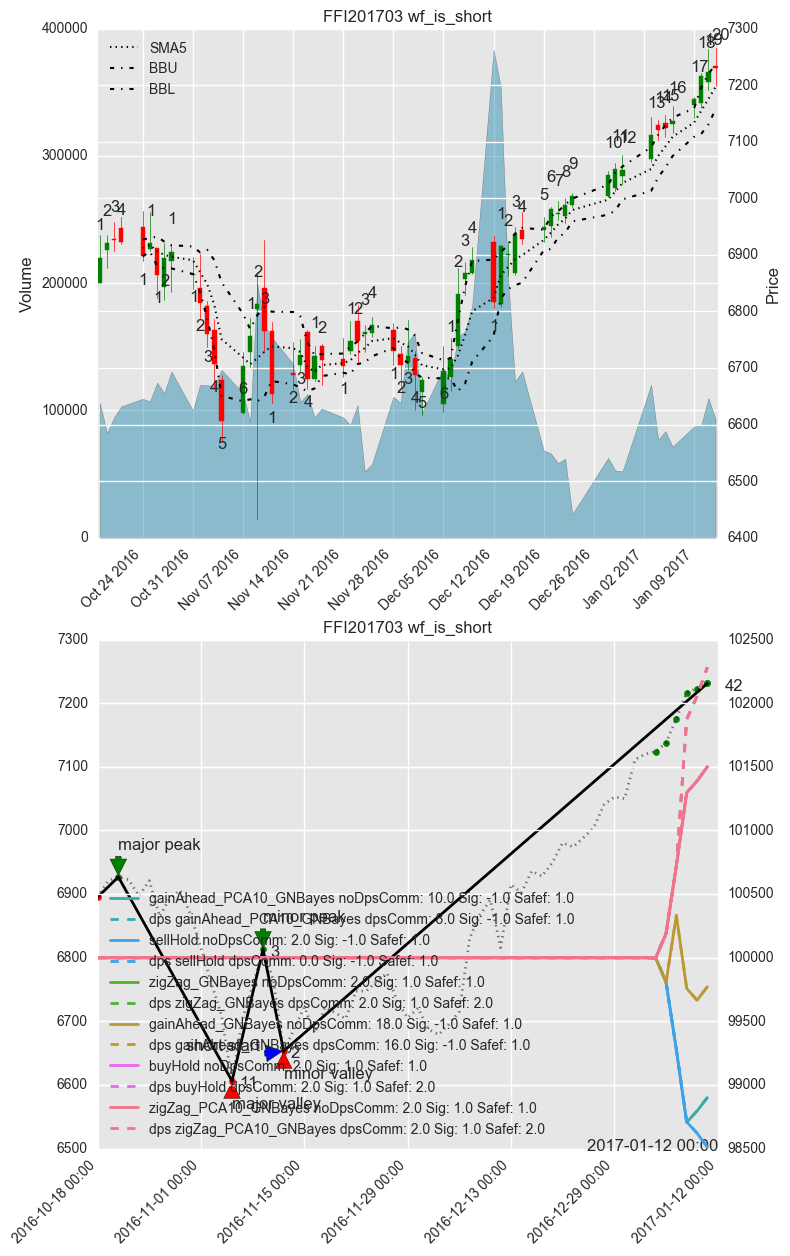 FFI201703 wf_is_short
400000
300000
200000
100000
0
Volume
SMA5
BBU
BBL
7300
7200
7100
7000
6900
6800
6700
6600
6500
6400
Price
Oct 24 2016
Oct 31 2016
Nov 07 2016
Nov 14 2016
Nov 21 2016
Nov 28 2016
Dec 05 2016
Dec 12 2016
Dec 19 2016
Dec 26 2016
Jan 02 2017
Jan 09 2017
FFI201703 wf_is_short
7300
7200
7100
7000
6900
6800
6700
6600
6500
102500
102000
101500
101000
100500
100000
99500
99000
98500
42
major peak
minor peak
3
short start
2
minor valley
11
major valley
gainAhead_PCA10_GNBayes noDpsComm: 10.0 Sig: -1.0 Safef: 1.0
dps gainAhead_PCA10_GNBayes dpsComm: 8.0 Sig: -1.0 Safef: 1.0
sellHold noDpsComm: 2.0 Sig: -1.0 Safef: 1.0
dps sellHold dpsComm: 0.0 Sig: -1.0 Safef: 1.0
zigZag_GNBayes noDpsComm: 2.0 Sig: 1.0 Safef: 1.0
dps zigZag_GNBayes dpsComm: 2.0 Sig: 1.0 Safef: 2.0
gainAhead_GNBayes noDpsComm: 18.0 Sig: -1.0 Safef: 1.0
dps gainAhead_GNBayes dpsComm: 16.0 Sig: -1.0 Safef: 1.0
buyHold noDpsComm: 2.0 Sig: 1.0 Safef: 1.0
dps buyHold dpsComm: 2.0 Sig: 1.0 Safef: 2.0
zigZag_PCA10_GNBayes noDpsComm: 2.0 Sig: 1.0 Safef: 1.0
dps zigZag_PCA10_GNBayes dpsComm: 2.0 Sig: 1.0 Safef: 2.0
2017-01-12 00:00
2016-10-18 00:00
2016-11-01 00:00
2016-11-15 00:00
2016-11-29 00:00
2016-12-13 00:00
2016-12-29 00:00
2017-01-12 00:00